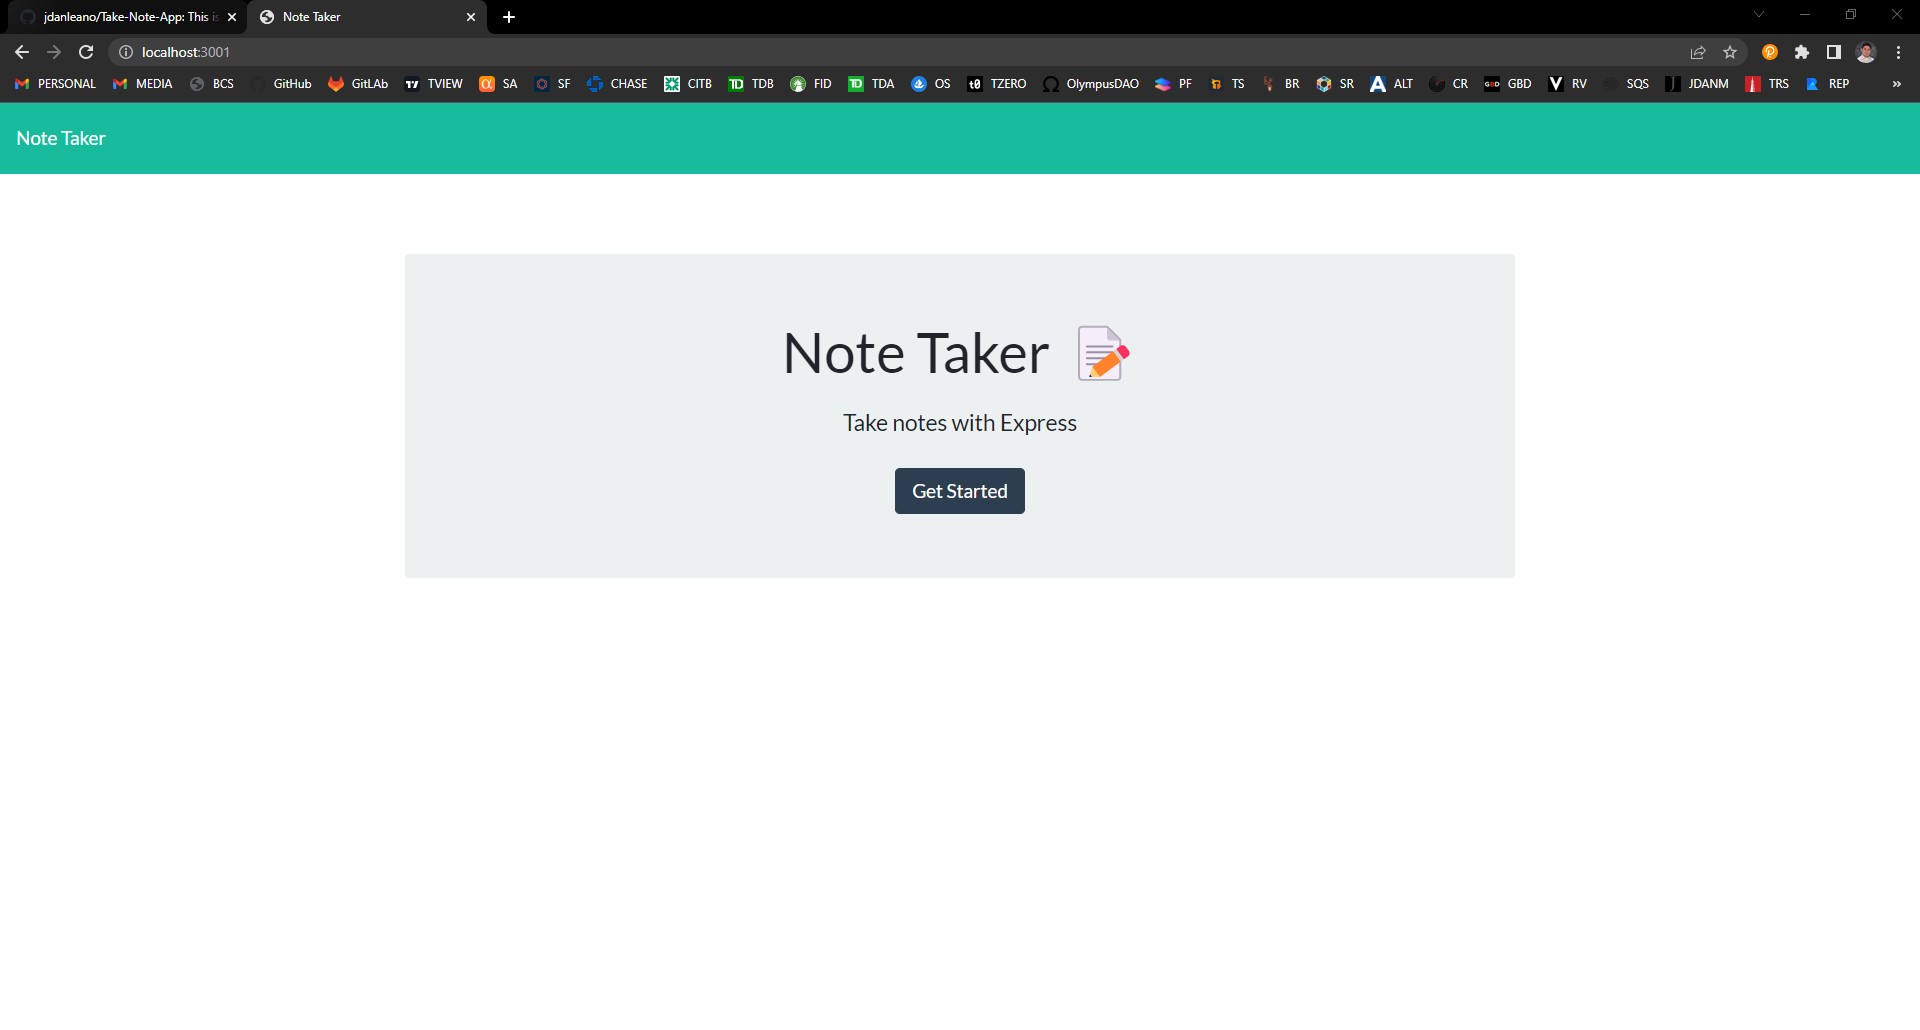 jdanleano/Take-Note-App: This is
Note Taker
localhost:3001
PERSONAL MEDIA BCS GitHub GitLAb TVIEW SA SF CHASE CITB TDB FID TDA OS TZERO OlympusDAO PF TS BR SR ALT CR GBD RV SQS JDANM TRS REP »
Note Taker
Note Taker
Take notes with Express
Get Started